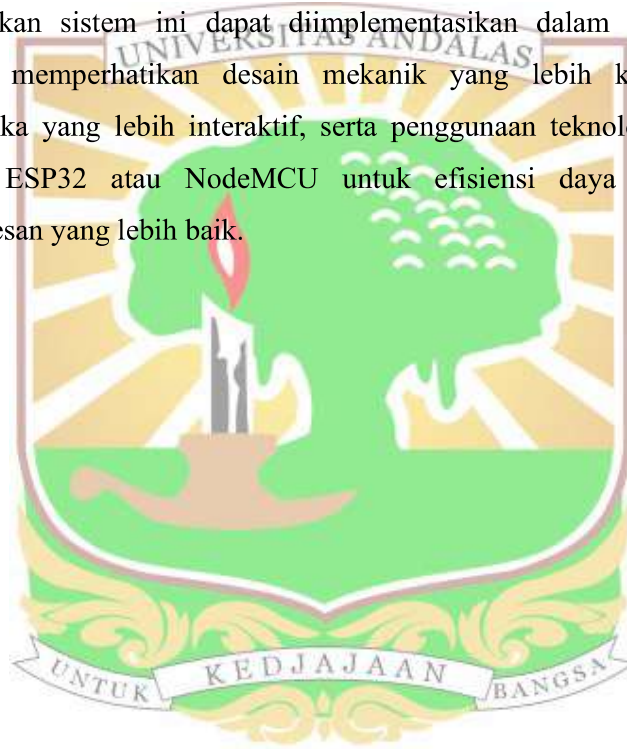 kan sistem ini dapat diimplementasikan dalam
UNIVERSITAS ANDALAS
memperhatikan desain mekanik yang lebih k
ka yang lebih interaktif, serta penggunaan teknolo
ESP32 atau NodeMCU untuk efisiensi daya
esan yang lebih baik.
UNTUK KEDJAJAAN BANGSA